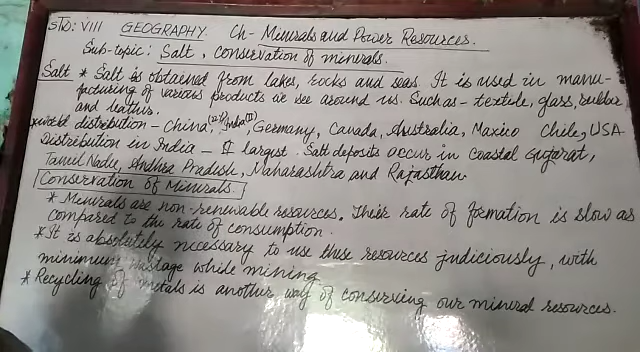 STD: VIII GEOGRAPHY. Ch- Minerals and Power Resources.
Sub-topic: Salt, conservation of minerals.
Salt * Salt is obtained from lakes, rocks and seas. It is used in manu-
facturing of various products we see around us. Such as - textile, glass, rubber
and leather.
* World distribution - China, India (II), Germany, Canada, Australia, Mexico Chile, USA
Distribution in India - II largest. Salt deposits occur in coastal Gujarat,
Tamil Nadu, Andhra Pradesh, Maharashtra and Rajasthan.
Conservation of Minerals.
* Minerals are non-renewable resources. Their rate of formation is slow as
compared to the rate of consumption.
* It is absolutely necessary to use these resources judiciously, with
minimum wastage while mining
* Recycling of metals is another way of conserving our mineral resources.